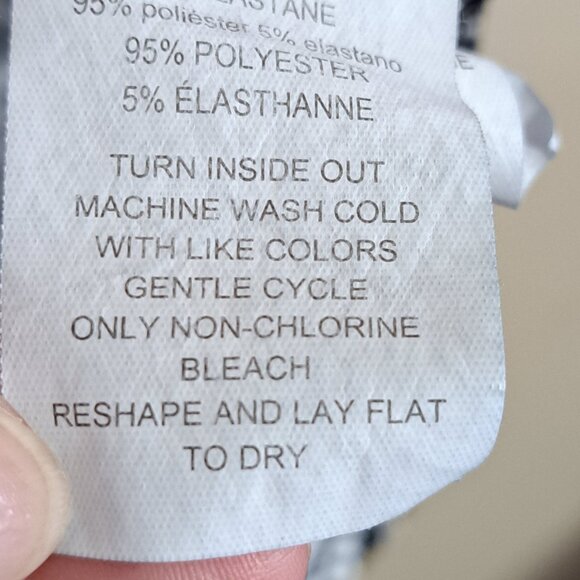 ELASTANE
95% poliéster 5% elastano
95% POLYESTER
5% ÉLASTHANNE
TURN INSIDE OUT
MACHINE WASH COLD
WITH LIKE COLORS
GENTLE CYCLE
ONLY NON-CHLORINE
BLEACH
RESHAPE AND LAY FLAT
TO DRY